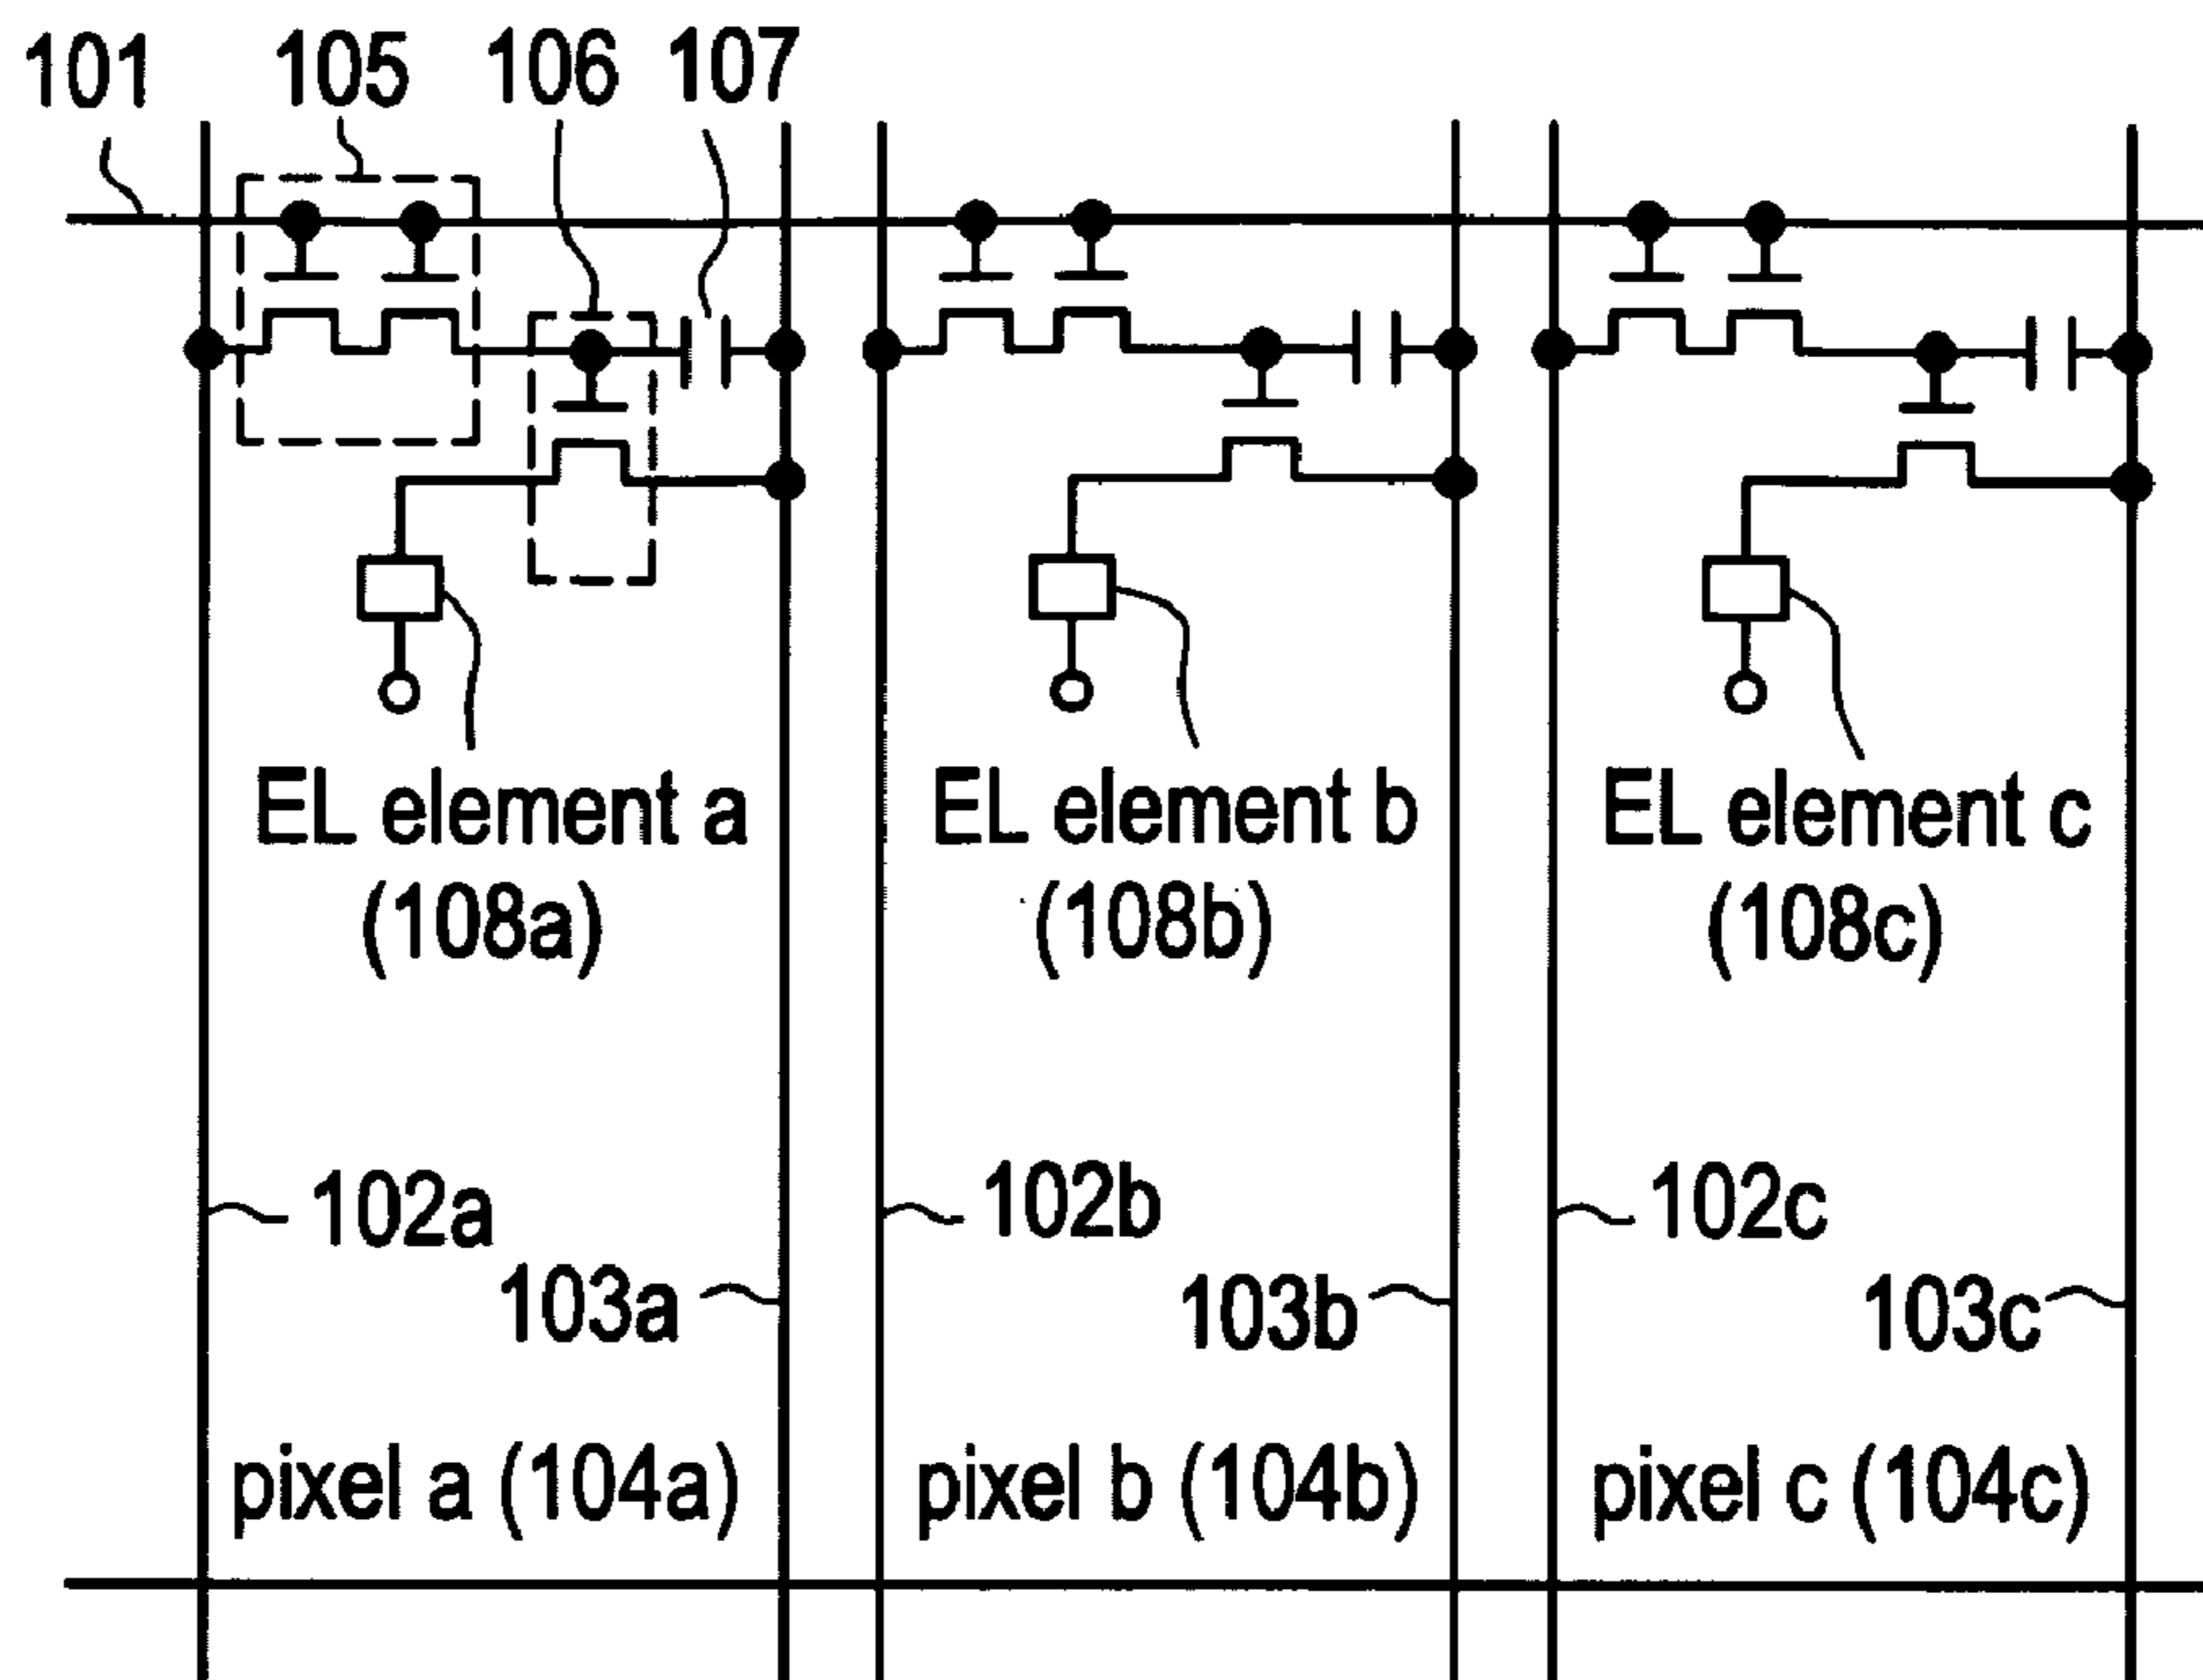 101 105 106 107
EL element a
(108a)
EL element b
(108b)
EL element c
(108c)
102a
102b
102c
103a
103b
103c
pixel a (104a)
pixel b (104b)
pixel c (104c)